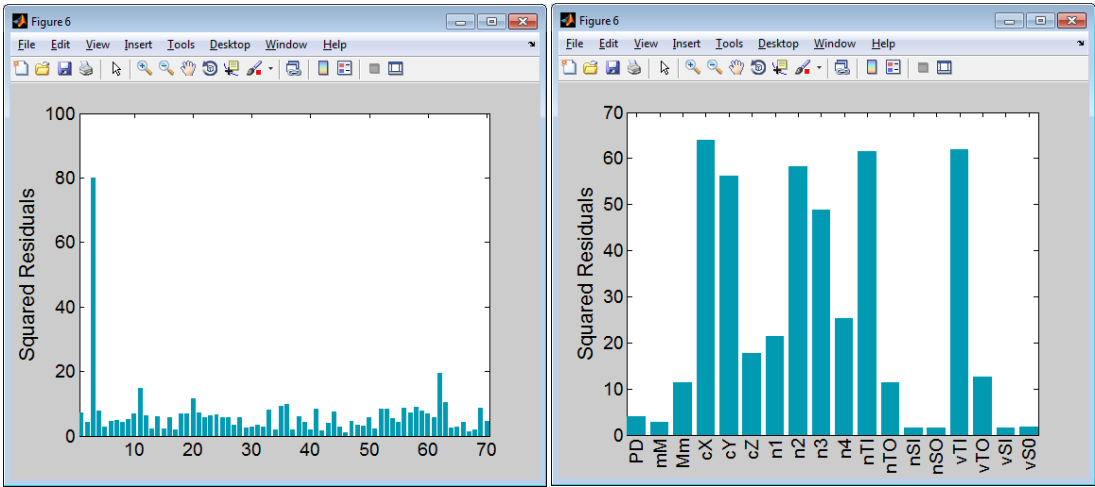 Figure 6
File Edit View Insert Tools Desktop Window Help
100
80
60
40
20
0
Squared Residuals
10 20 30 40 50 60 70
Figure 6
File Edit View Insert Tools Desktop Window Help
70
60
50
40
30
20
10
0
Squared Residuals
PD mM Mm cX cY cZ n1 n2 n3 n4 nTI nTO nSI nSO vTI vTO vSI vS0